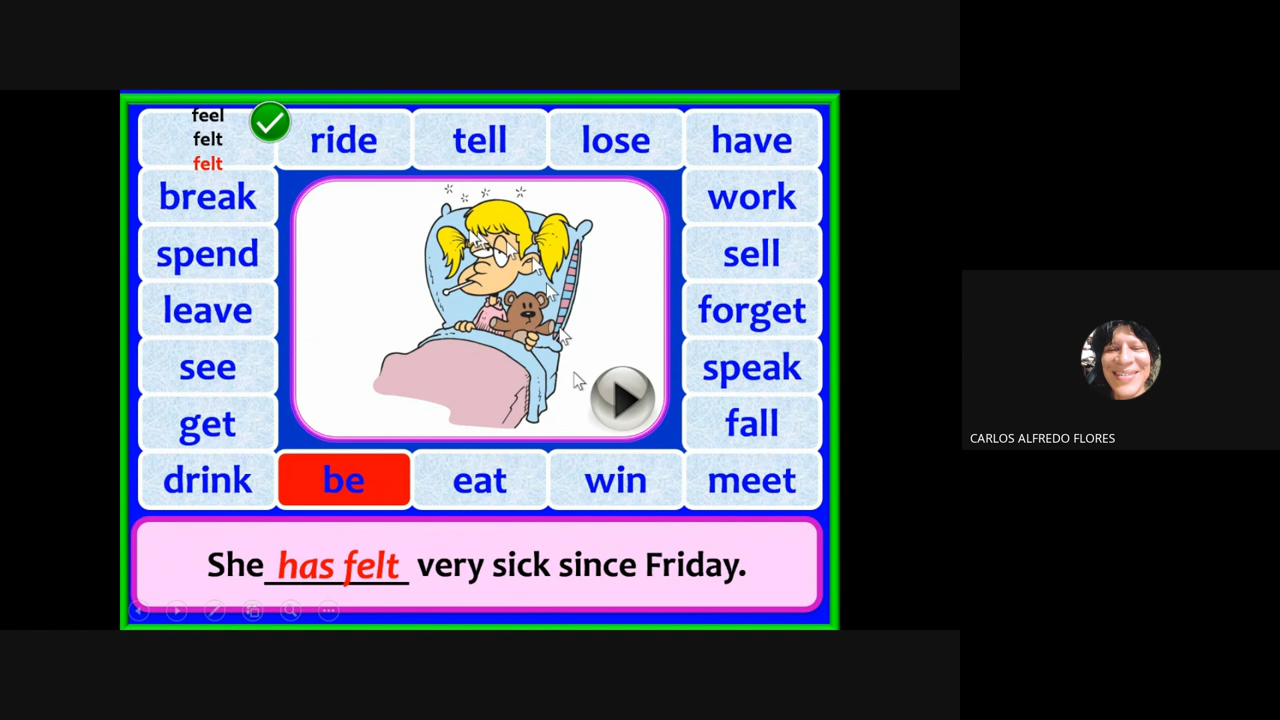 feel
felt
felt
ride
tell
lose
have
break
work
spend
sell
leave
forget
see
speak
get
fall
drink
be
eat
win
meet
She has felt very sick since Friday.
CARLOS ALFREDO FLORES